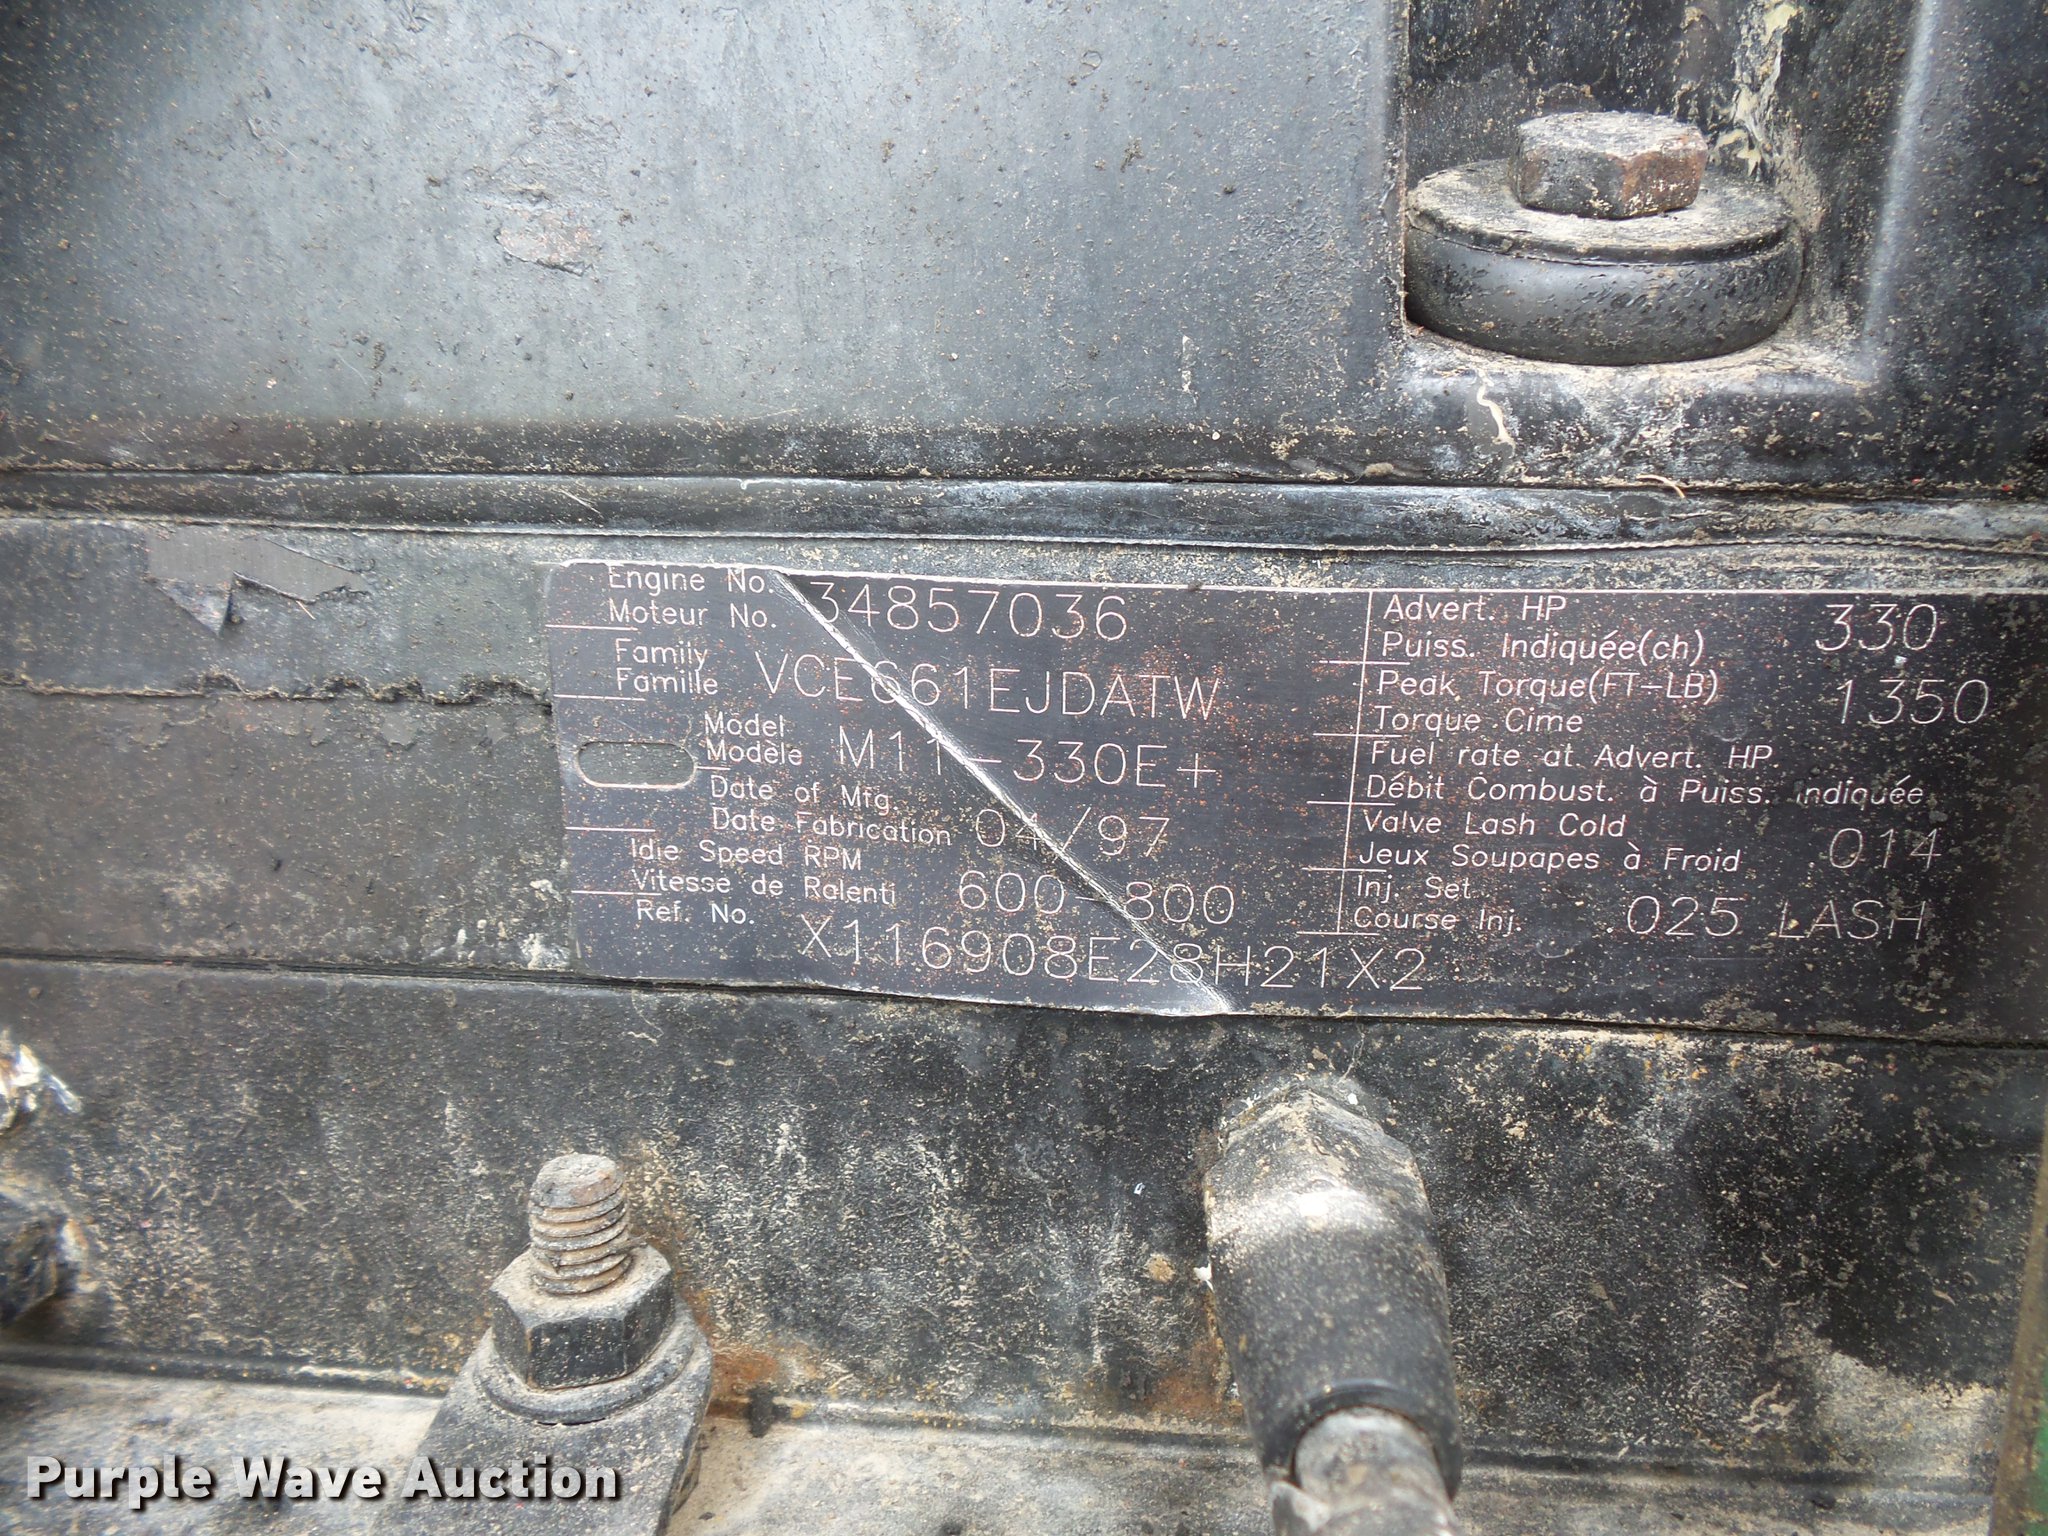 Engine No.
Moteur No.
34857036
Family
Famille
VCE661EJDATW
Model
Modèle
M11-330E+
Date of Mfg.
Date Fabrication
04/97
Idle Speed RPM
Vitesse de Ralenti
600-800
Ref. No.
X116908E28H21X2
Advert. HP
Puiss. Indiquée(ch)
330
Peak Torque(FT-LB)
Torque Cime
1350
Fuel rate at Advert. HP.
Débit Combust. à Puiss. indiquée
Valve Lash Cold
Jeux Soupapes à Froid
.014
Inj. Set.
Course Inj.
.025 LASH
Purple Wave Auction